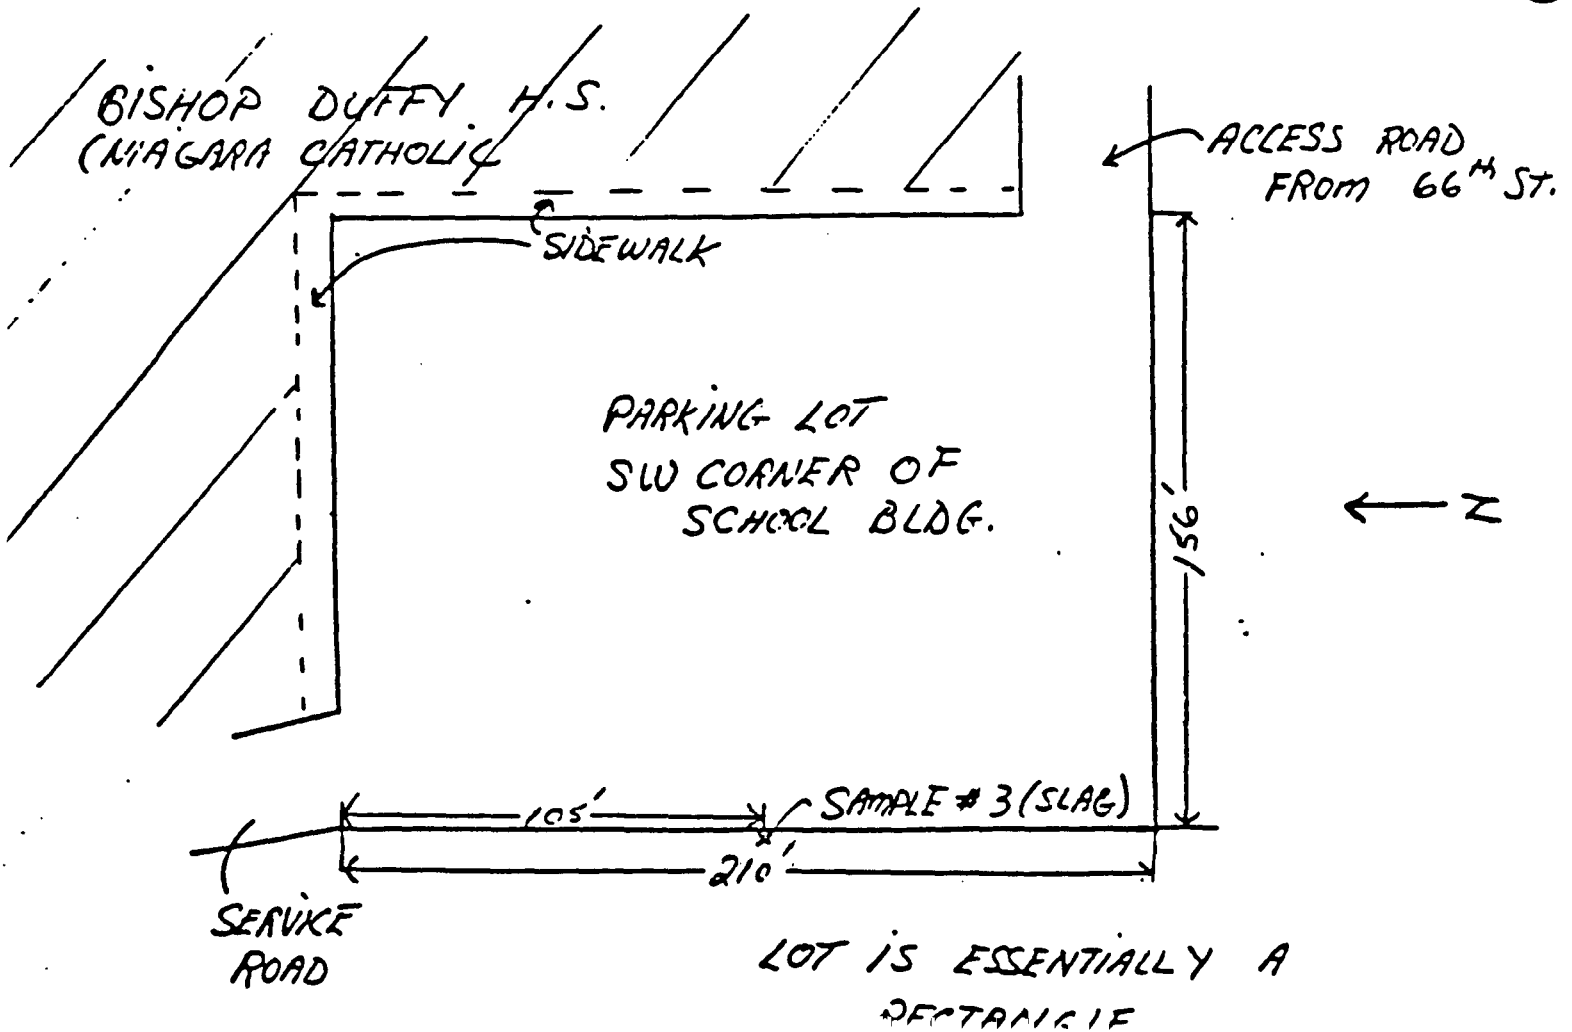 BISHOP DUFFY H.S.
(NIAGARA CATHOLIC
ACCESS ROAD
FROM 66TH ST.
SIDEWALK
PARKING LOT
SW CORNER OF
SCHOOL BLDG.
156'
← Z
105'
SAMPLE #3 (SLAG)
210'
SERVICE
ROAD
LOT IS ESSENTIALLY A
RECTANGLE